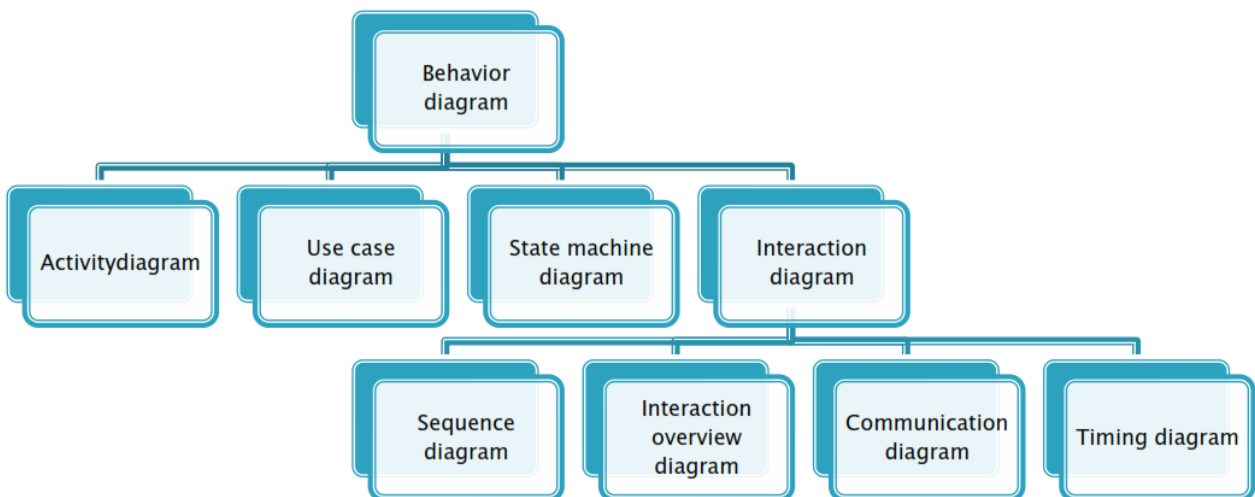 Behavior
diagram
Activitydiagram
Use case
diagram
State machine
diagram
Interaction
diagram
Sequence
diagram
Interaction
overview
diagram
Communication
diagram
Timing diagram